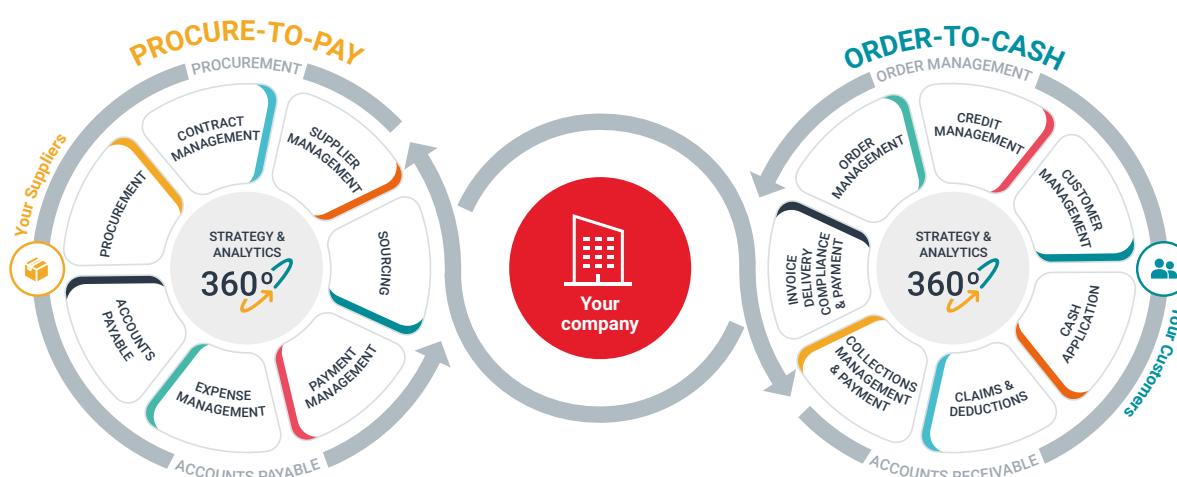 PROCURE-TO-PAY
PROCUREMENT
Your Suppliers
CONTRACT
MANAGEMENT
SUPPLIER
MANAGEMENT
PROCUREMENT
SOURCING
STRATEGY &
ANALYTICS
360º
ACCOUNTS
PAYABLE
EXPENSE
MANAGEMENT
PAYMENT
MANAGEMENT
ACCOUNTS PAYABLE
Your
company
ORDER-TO-CASH
ORDER MANAGEMENT
ORDER
MANAGEMENT
CREDIT
MANAGEMENT
CUSTOMER
MANAGEMENT
INVOICE
DELIVERY
COMPLIANCE
& PAYMENT
STRATEGY &
ANALYTICS
360º
CASH
APPLICATION
COLLECTIONS
MANAGEMENT
& PAYMENT
CLAIMS &
DEDUCTIONS
Your Customers
ACCOUNTS RECEIVABLE